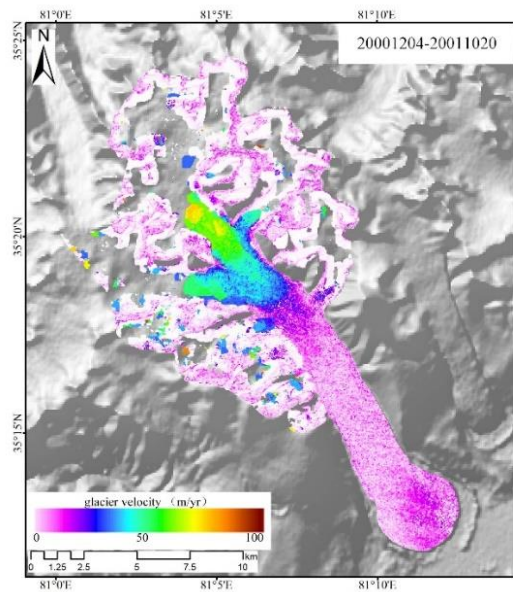 81°0'E 81°5'E 81°10'E
35°25'N
N
20001204-20011020
35°20'N
35°15'N
glacier velocity （m/yr）
0 50 100
0 1.25 2.5 5 7.5 10
km
81°0'E 81°5'E 81°10'E